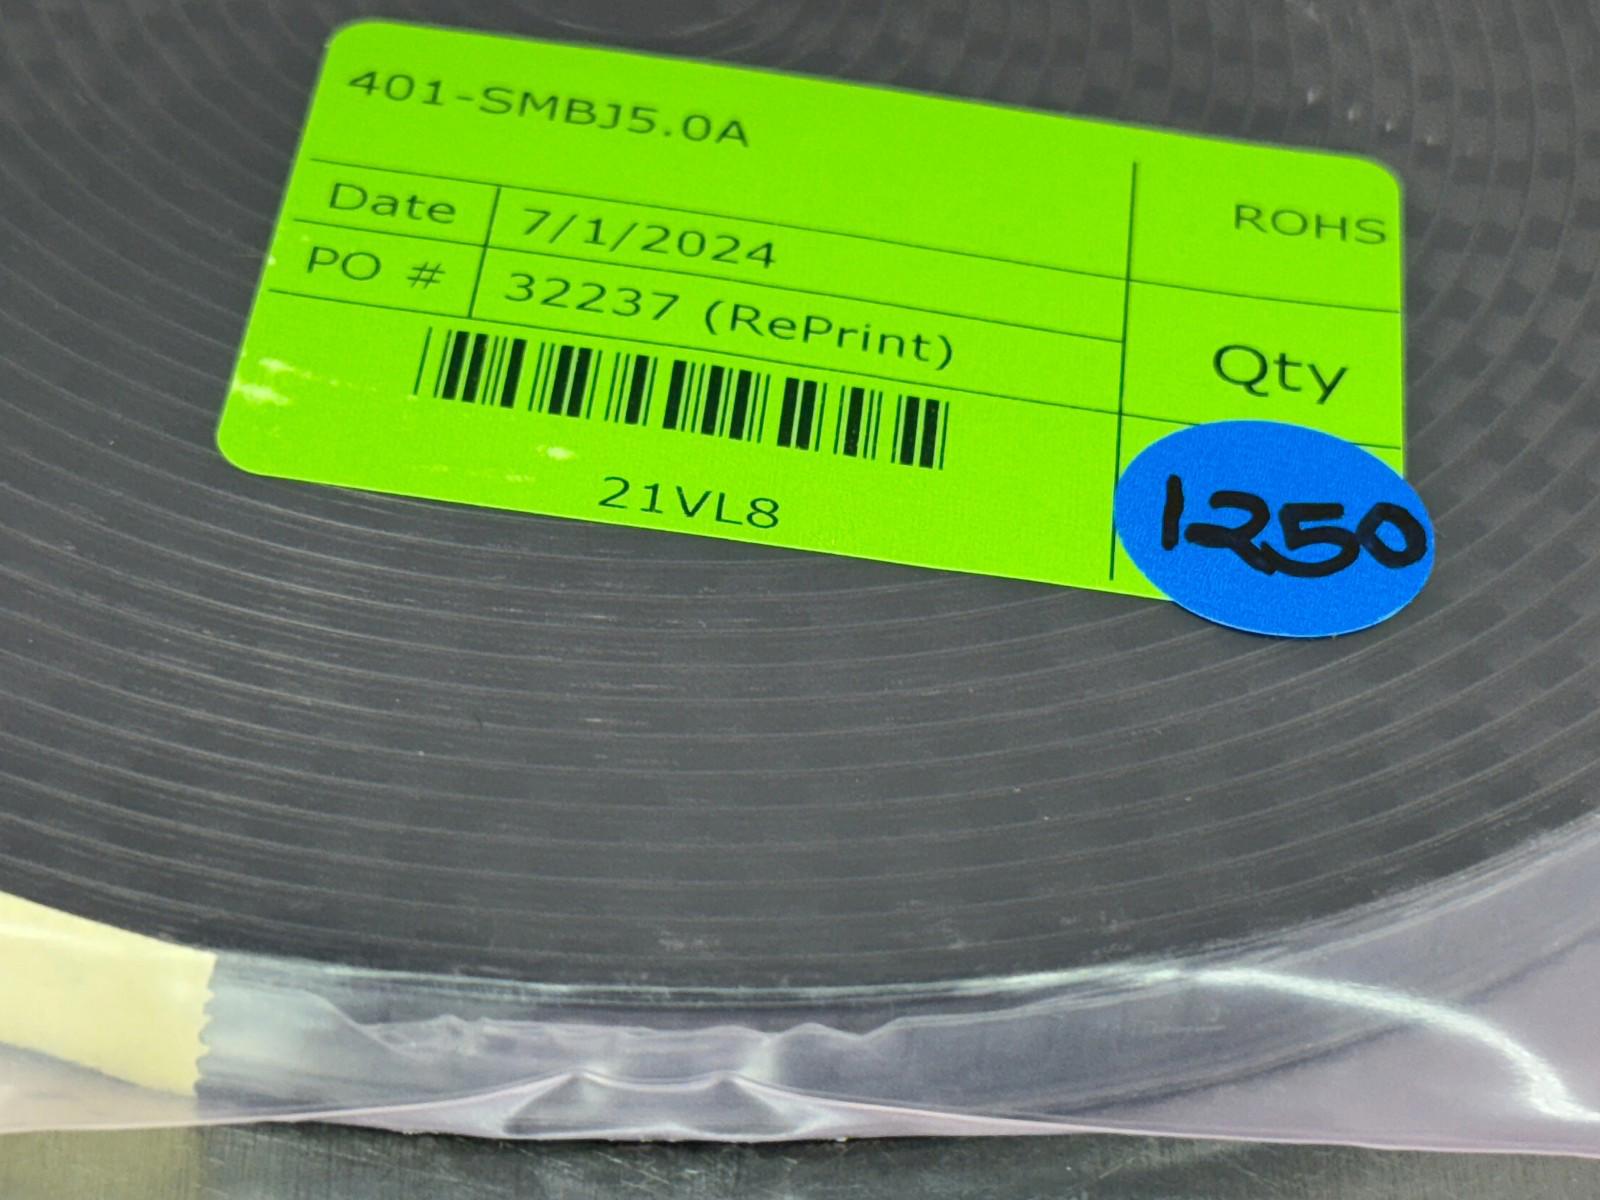 401-SMBJ5.0A
ROHS
Date 7/1/2024
PO # 32237 (RePrint)
Qty
1250
21VL8